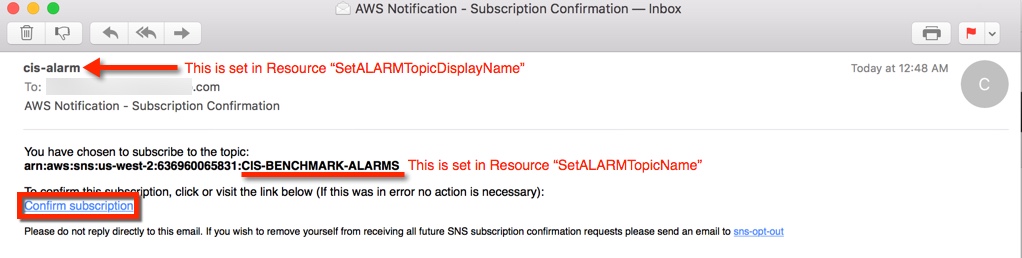 AWS Notification - Subscription Confirmation — Inbox
cis-alarm This is set in Resource “SetALARMTopicDisplayName” Today at 12:48 AM
To: .com C
AWS Notification - Subscription Confirmation
You have chosen to subscribe to the topic:
arn:aws:sns:us-west-2:636960065831:CIS-BENCHMARK-ALARMS This is set in Resource “SetALARMTopicName”
To confirm this subscription, click or visit the link below (If this was in error no action is necessary):
Confirm subscription
Please do not reply directly to this email. If you wish to remove yourself from receiving all future SNS subscription confirmation requests please send an email to sns-opt-out